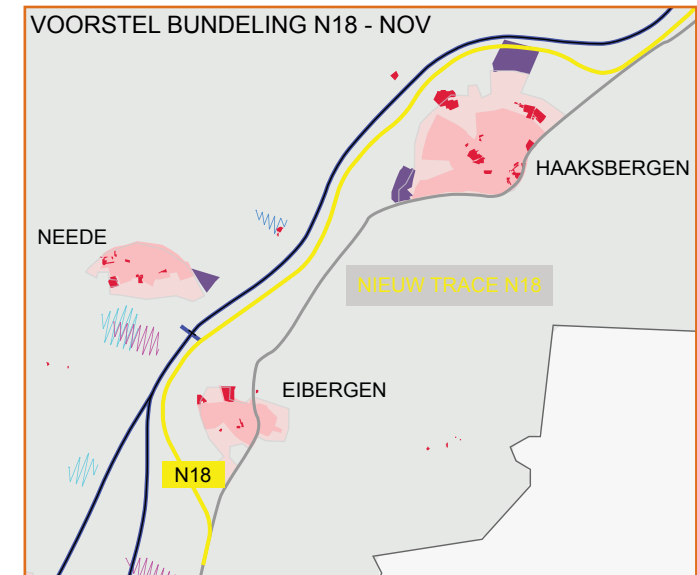 VOORSTEL BUNDELING N18 - NOV
HAAKSBERGEN
NEEDE
NIEUW TRACE N18
EIBERGEN
N18